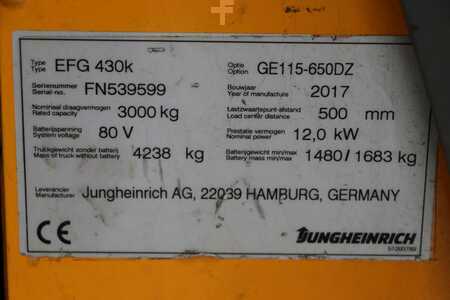 Type
Type EFG 430k Optie
Option GE115-650DZ
Serienummer
Serial no. FN539599 Bouwjaar
Year of manufacture 2017
Nominaal draagvermogen
Rated capacity 3000 kg Lastzwaartepunt-afstand
Load center distance 500 mm
Batterijspanning
System voltage 80 V Prestatie vermogen
Nominal power 12,0 kW
Truckgewicht zonder batterij
Mass of truck without battery 4238 kg Batterijgewicht min/max
Battery mass min/max 1480/1683 kg
Leverancier
Manufacturer Jungheinrich AG, 22039 HAMBURG, GERMANY
CE JUNGHEINRICH